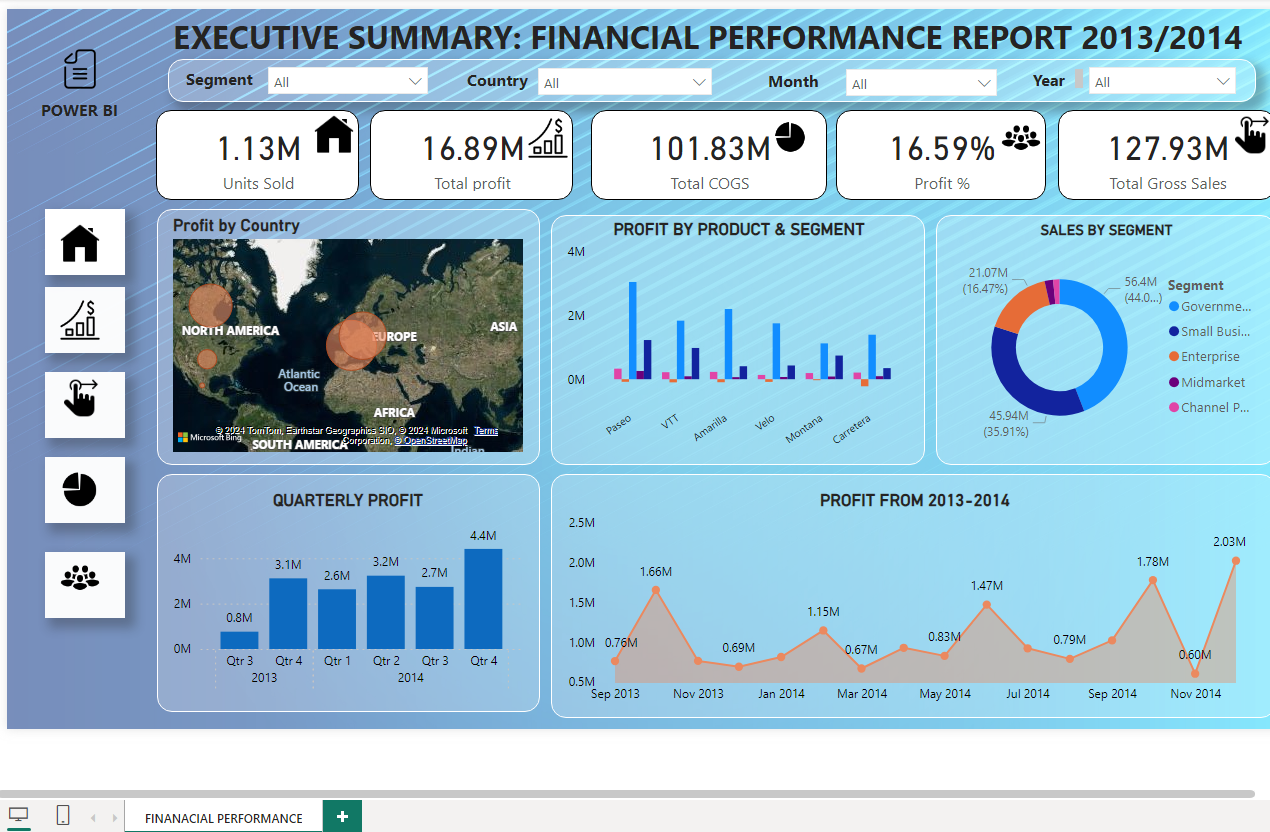 EXECUTIVE SUMMARY: FINANCIAL PERFORMANCE REPORT 2013/2014
POWER BI
Segment
All
Country
All
Month
All
Year
All
1.13M
Units Sold
16.89M
Total profit
101.83M
Total COGS
16.59%
Profit %
127.93M
Total Gross Sales
Profit by Country
NORTH AMERICA
EUROPE
ASIA
Atlantic
Ocean
AFRICA
© 2024 TomTom, Earthstar Geographics SIO, © 2024 Microsoft Corporation, © OpenStreetMap Terms
Microsoft Bing
SOUTH AMERICA
Indian
PROFIT BY PRODUCT & SEGMENT
4M
2M
0M
Paseo
VTT
Amarilla
Velo
Montana
Carretera
SALES BY SEGMENT
21.07M
(16.47%)
56.4M
(44.0...)
45.94M
(35.91%)
Segment
Governme...
Small Busi...
Enterprise
Midmarket
Channel P...
QUARTERLY PROFIT
4M
2M
0M
0.8M
3.1M
2.6M
3.2M
2.7M
4.4M
Qtr 3
Qtr 4
Qtr 1
Qtr 2
Qtr 3
Qtr 4
2013
2014
PROFIT FROM 2013-2014
2.5M
2.0M
1.5M
1.0M
0.5M
0.76M
1.66M
0.69M
1.15M
0.67M
0.83M
1.47M
0.79M
1.78M
0.60M
2.03M
Sep 2013
Nov 2013
Jan 2014
Mar 2014
May 2014
Jul 2014
Sep 2014
Nov 2014
FINANACIAL PERFORMANCE